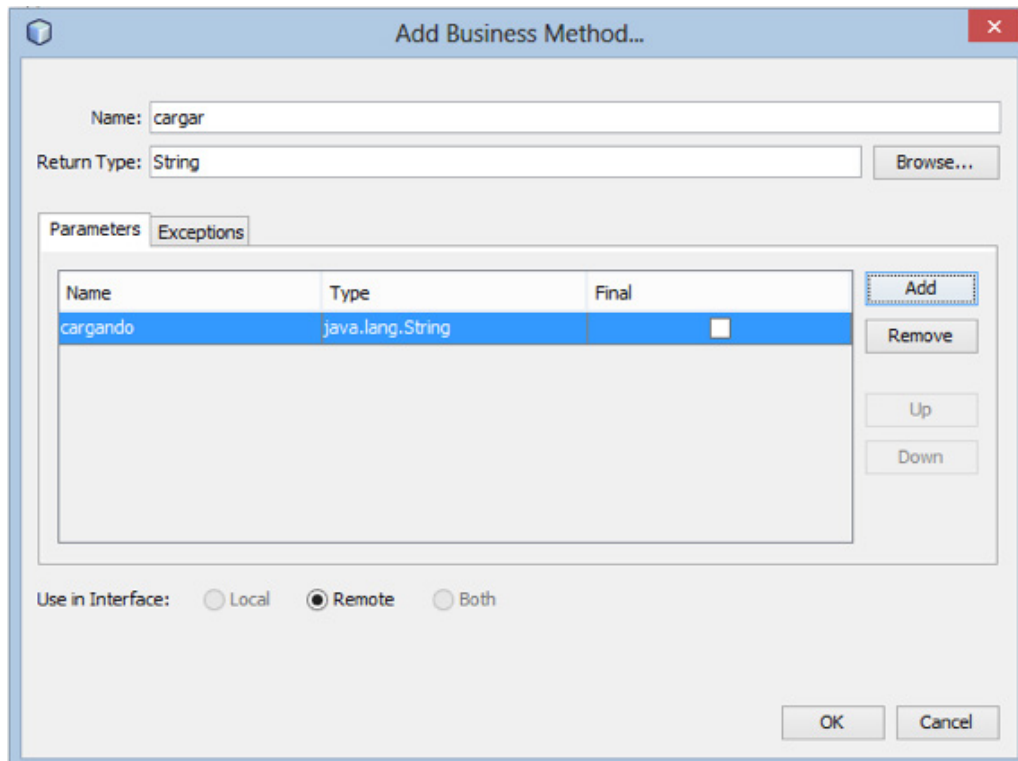 Add Business Method...
Name: cargar
Return Type: String Browse...
Parameters Exceptions
Name Type Final Add
cargando java.lang.String
Remove
Up
Down
Use in Interface: Local Remote Both
OK Cancel